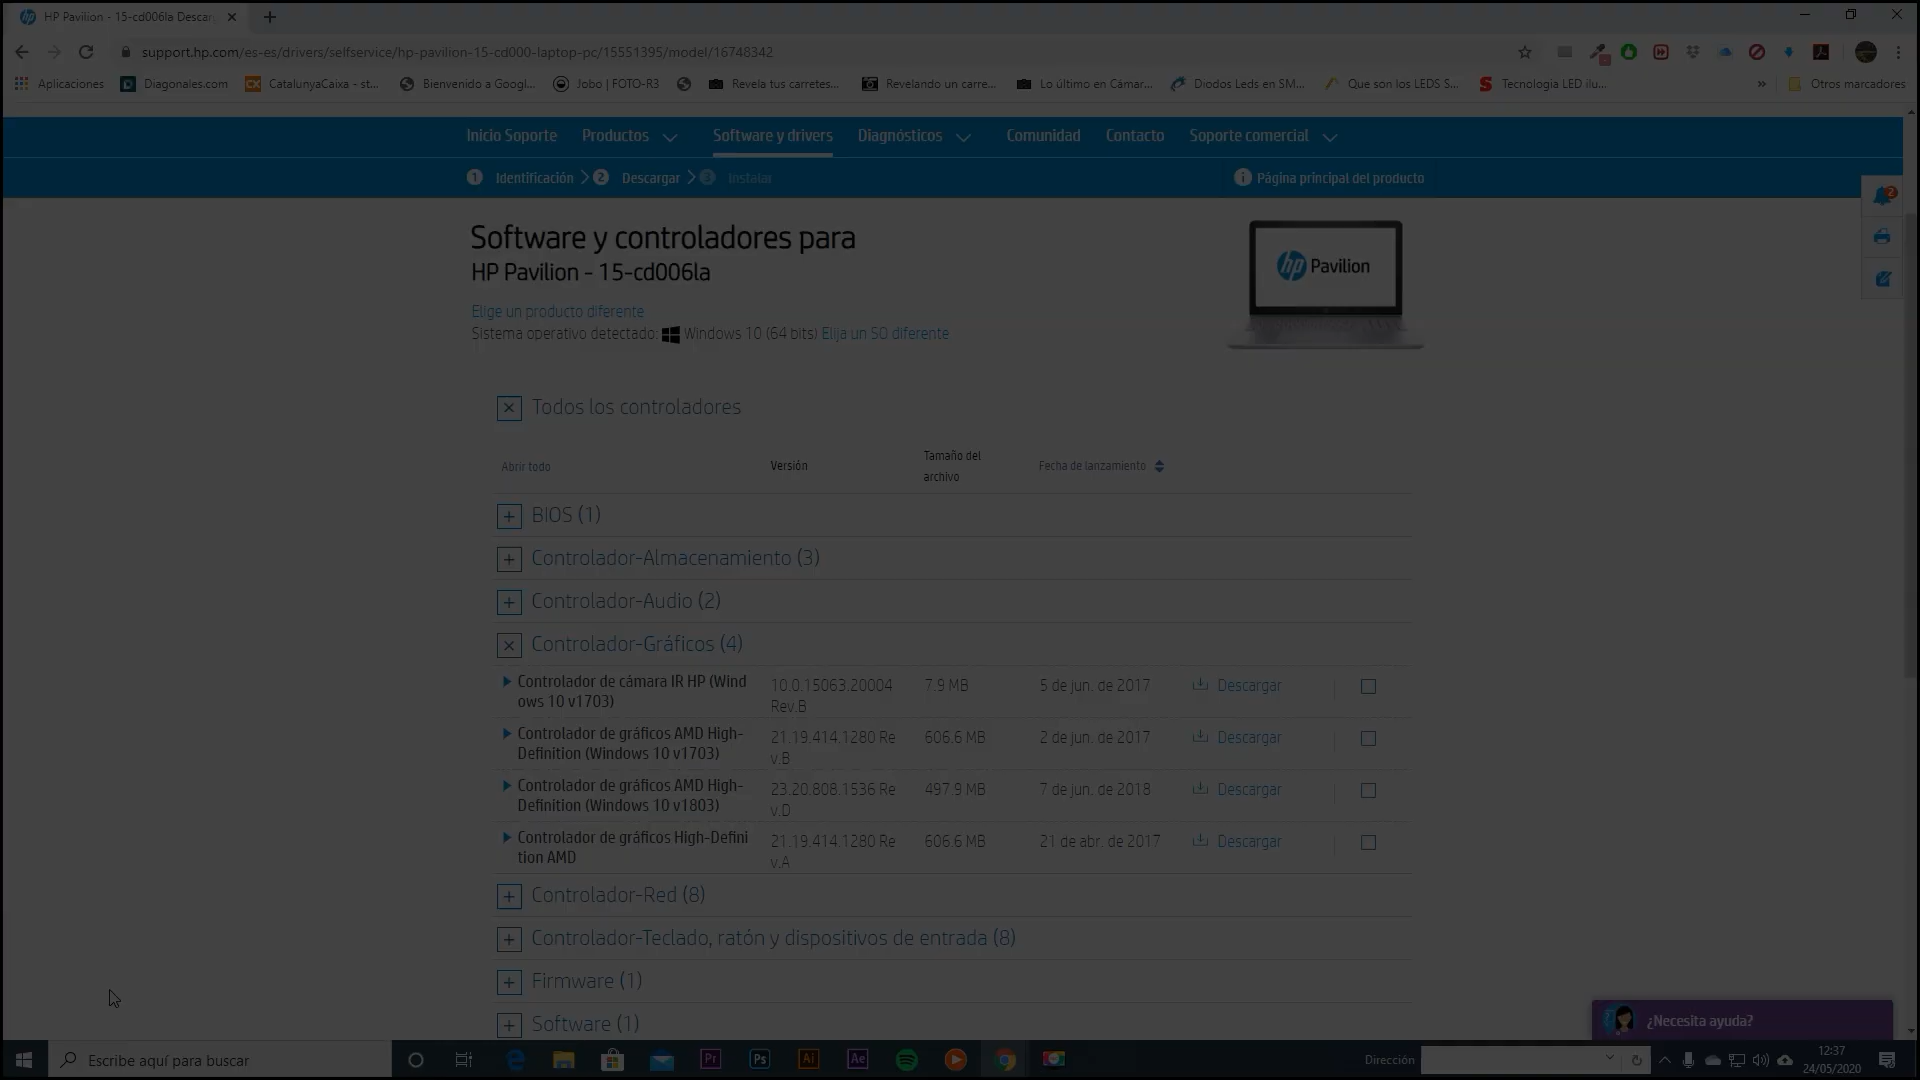 HP Pavilion - 15-cd006la Descar
support.hp.com/es-es/drivers/selfservice/hp-pavilion-15-cd000-laptop-pc/15551395/model/16748342
Aplicaciones Diagonales.com CatalunyaCaixa - st... Bienvenido a Googl... Jobo | FOTO-R3 Revela tus carretes... Revelando un carre... Lo último en Cámar... Diodos Leds en SM... Que son los LEDS S... Tecnologia LED ilu... » Otros marcadores
Inicio Soporte Productos Software y drivers Diagnósticos Comunidad Contacto Soporte comercial
1 Identificación 2 Descargar 3 Instalar Página principal del producto
2
Software y controladores para
HP Pavilion - 15-cd006la
hp Pavilion
Elige un producto diferente
Sistema operativo detectado: Windows 10 (64 bits) Elija un SO diferente
Todos los controladores
Abrir todo Versión Tamaño del archivo Fecha de lanzamiento
BIOS (1)
Controlador-Almacenamiento (3)
Controlador-Audio (2)
Controlador-Gráficos (4)
Controlador de cámara IR HP (Wind 10.0.15063.20004 7.9 MB 5 de jun. de 2017 Descargar
ows 10 v1703) Rev.B
Controlador de gráficos AMD High- 21.19.414.1280 Re 606.6 MB 2 de jun. de 2017 Descargar
Definition (Windows 10 v1703) v.B
Controlador de gráficos AMD High- 23.20.808.1536 Re 497.9 MB 7 de jun. de 2018 Descargar
Definition (Windows 10 v1803) v.D
Controlador de gráficos High-Defini 21.19.414.1280 Re 606.6 MB 21 de abr. de 2017 Descargar
tion AMD v.A
Controlador-Red (8)
Controlador-Teclado, ratón y dispositivos de entrada (8)
Firmware (1)
Software (1)
¿Necesita ayuda?
Escribe aquí para buscar Pr Ps Ai Ae Dirección 12:37
24/05/2020